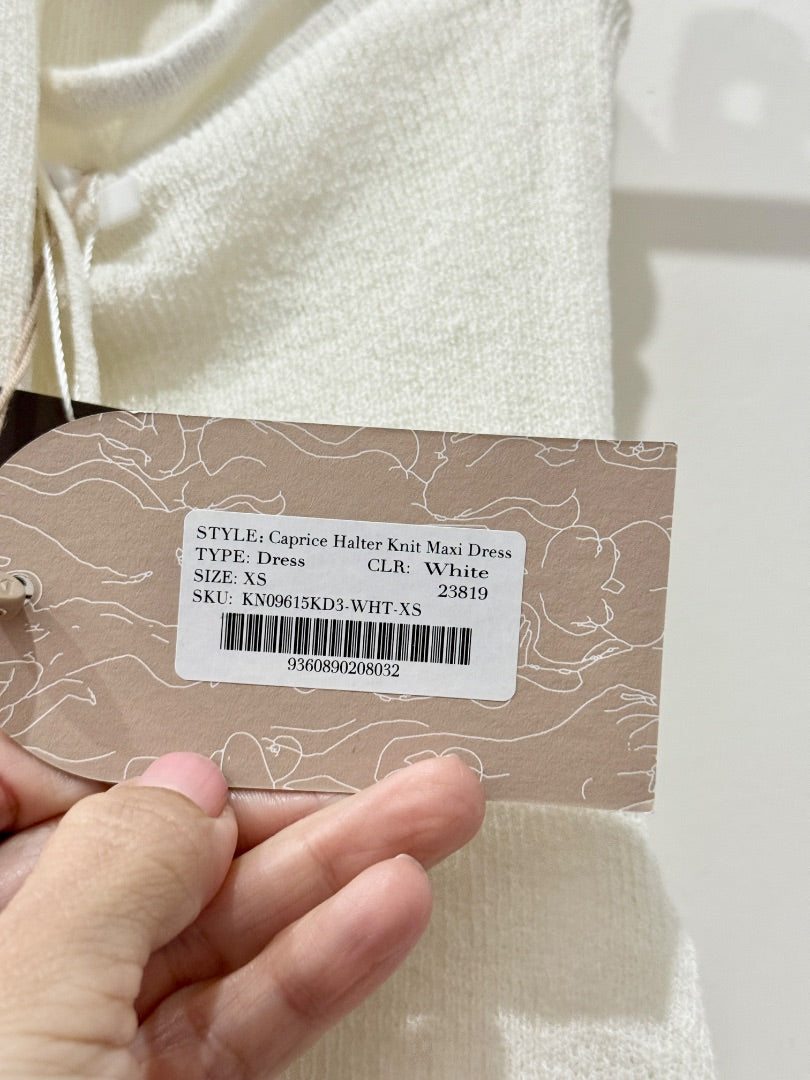 STYLE: Caprice Halter Knit Maxi Dress
TYPE: Dress CLR: White
SIZE: XS 23819
SKU: KN09615KD3-WHT-XS
9360890208032